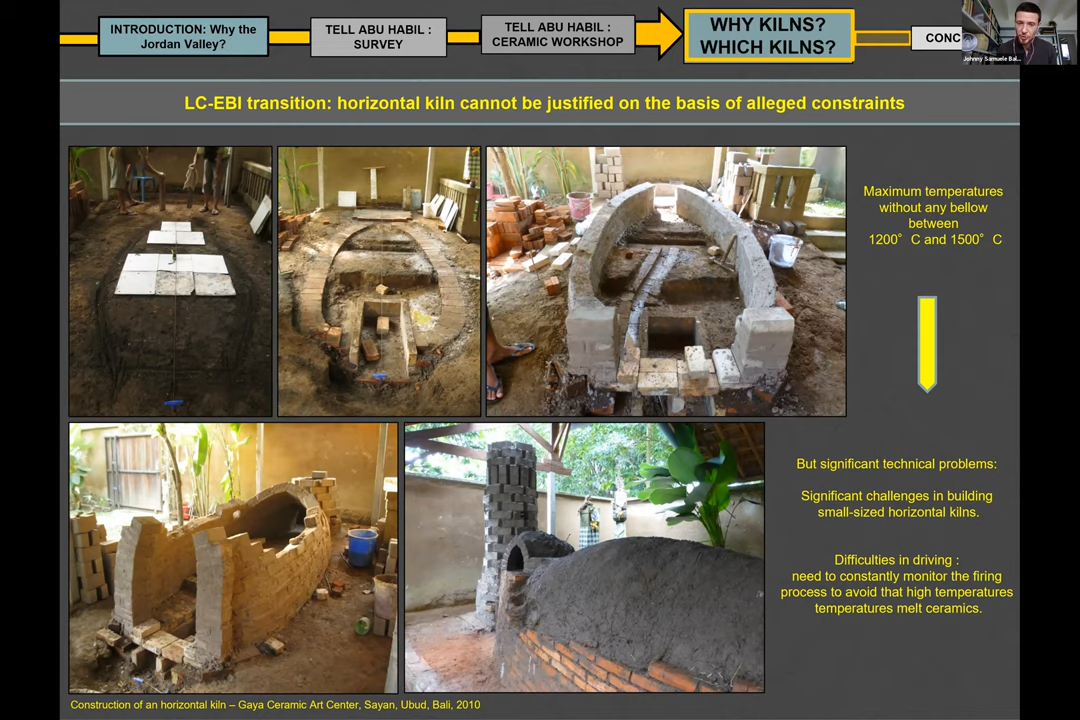 INTRODUCTION: Why the
Jordan Valley?
TELL ABU HABIL :
SURVEY
TELL ABU HABIL :
CERAMIC WORKSHOP
WHY KILNS?
WHICH KILNS?
CONC
Johnny Samuele Bal...
LC-EBI transition: horizontal kiln cannot be justified on the basis of alleged constraints
Maximum temperatures
without any bellow
between
1200° C and 1500° C
But significant technical problems:
Significant challenges in building
small-sized horizontal kilns.
Difficulties in driving :
need to constantly monitor the firing
process to avoid that high temperatures
temperatures melt ceramics.
Construction of an horizontal kiln – Gaya Ceramic Art Center, Sayan, Ubud, Bali, 2010